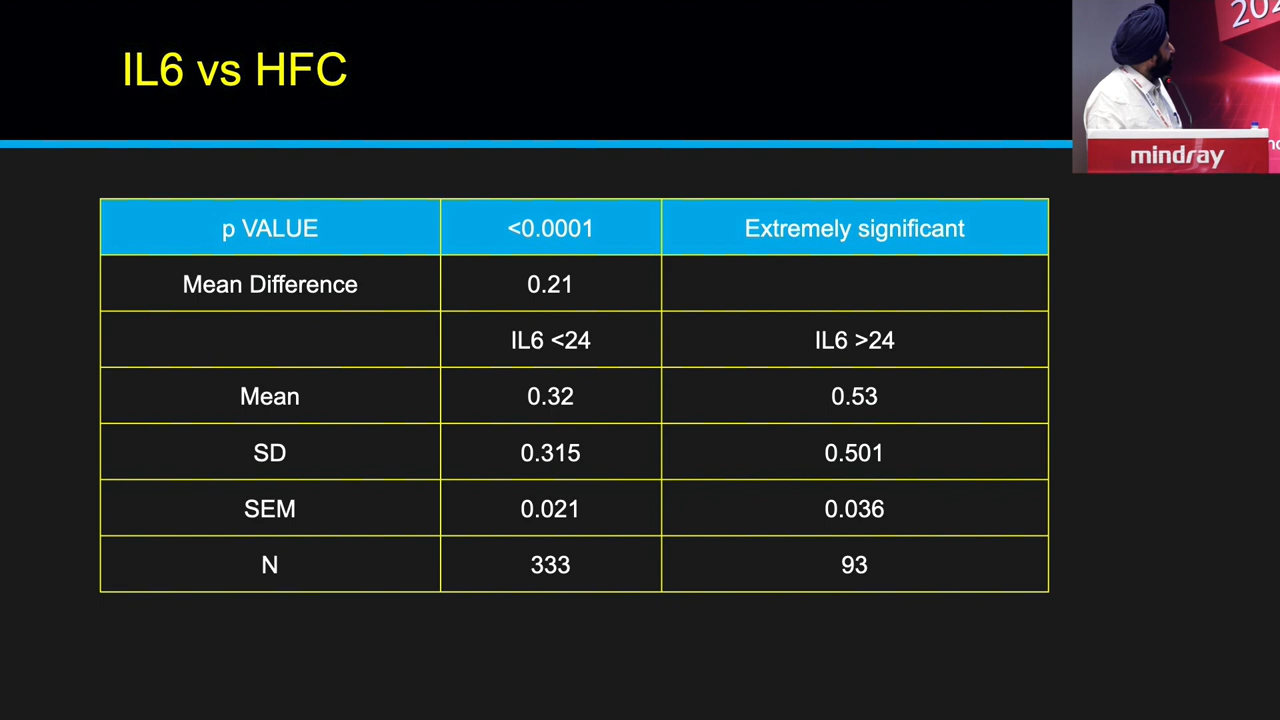 IL6 vs HFC
202
mindray
p VALUE <0.0001 Extremely significant
Mean Difference 0.21
IL6 <24 IL6 >24
Mean 0.32 0.53
SD 0.315 0.501
SEM 0.021 0.036
N 333 93